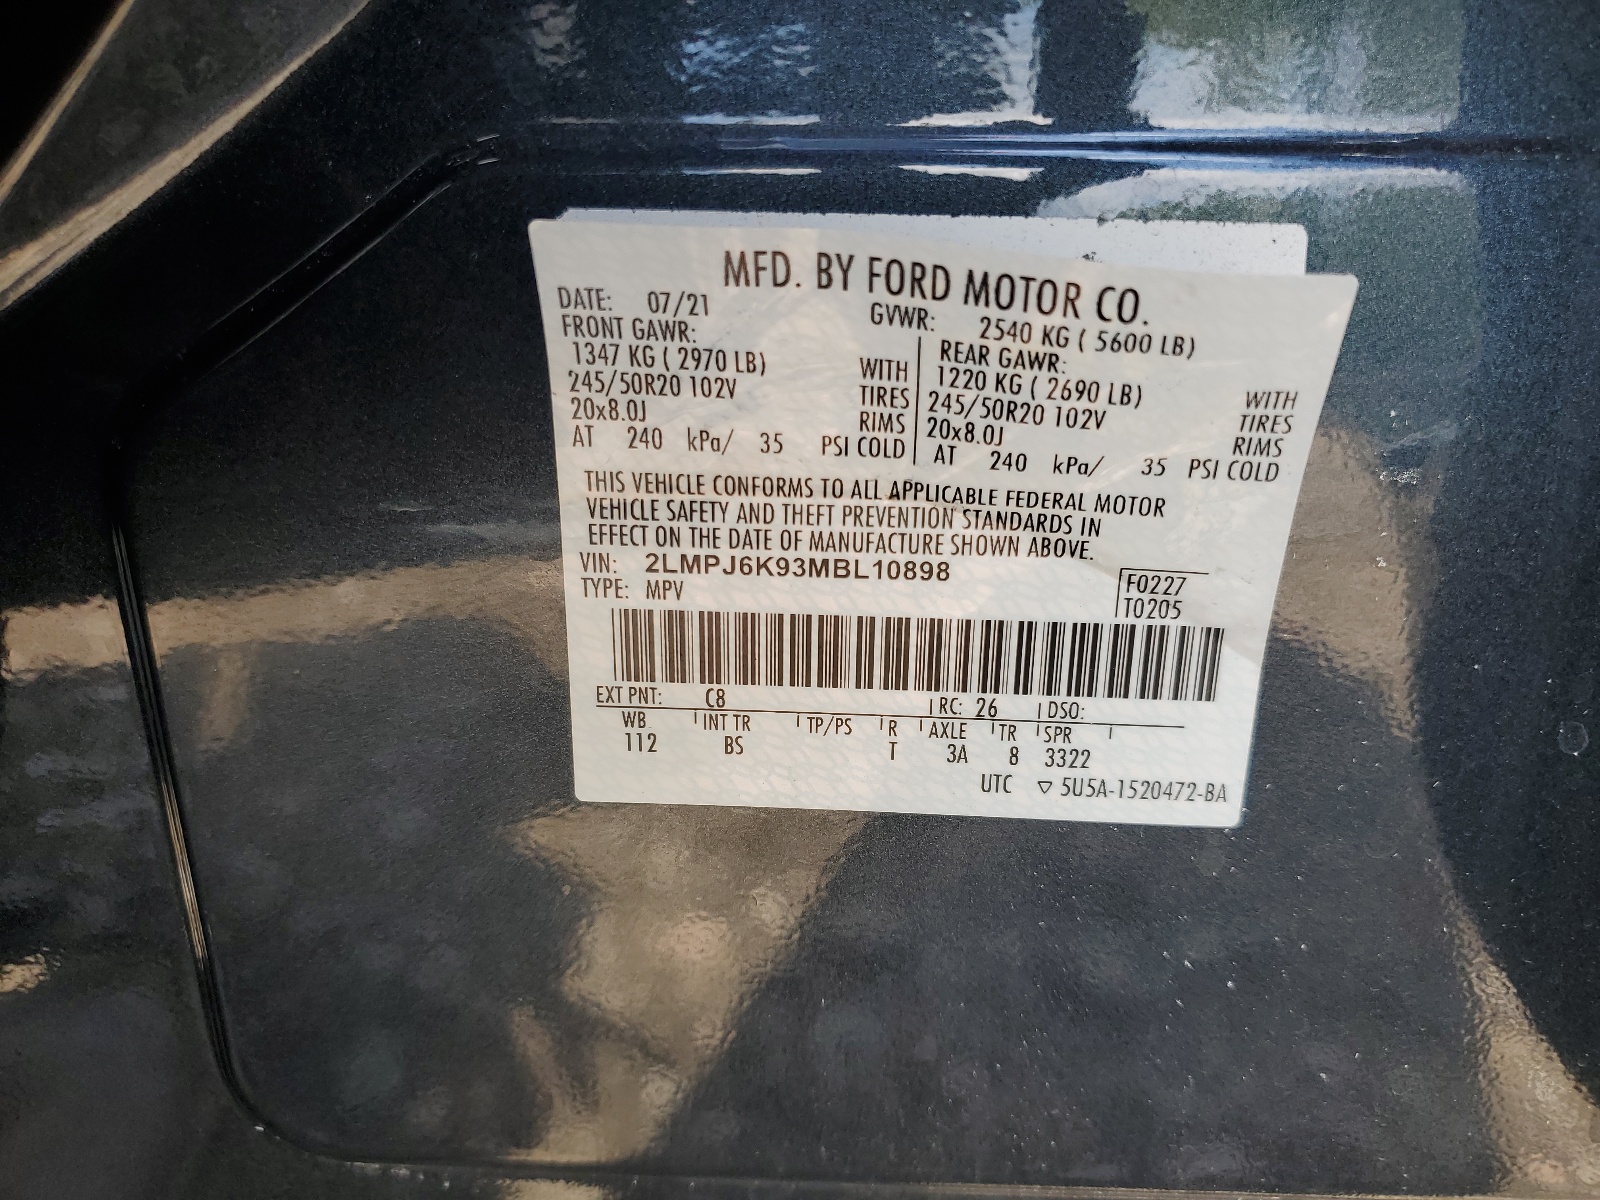 MFD. BY FORD MOTOR CO.
DATE: 07/21 GVWR: 2540 KG ( 5600 LB)
FRONT GAWR: REAR GAWR:
1347 KG ( 2970 LB) WITH 1220 KG ( 2690 LB) WITH
245/50R20 102V TIRES 245/50R20 102V TIRES
20x8.0J RIMS 20x8.0J RIMS
AT 240 kPa/ 35 PSI COLD AT 240 kPa/ 35 PSI COLD
THIS VEHICLE CONFORMS TO ALL APPLICABLE FEDERAL MOTOR
VEHICLE SAFETY AND THEFT PREVENTION STANDARDS IN
EFFECT ON THE DATE OF MANUFACTURE SHOWN ABOVE.
VIN: 2LMPJ6K93MBL10898
TYPE: MPV
F0227
T0205
EXT PNT: C8 RC: 26 DSO:
WB INT TR TP/PS R AXLE TR SPR
112 BS T 3A 8 3322
UTC ▽ 5U5A-1520472-BA